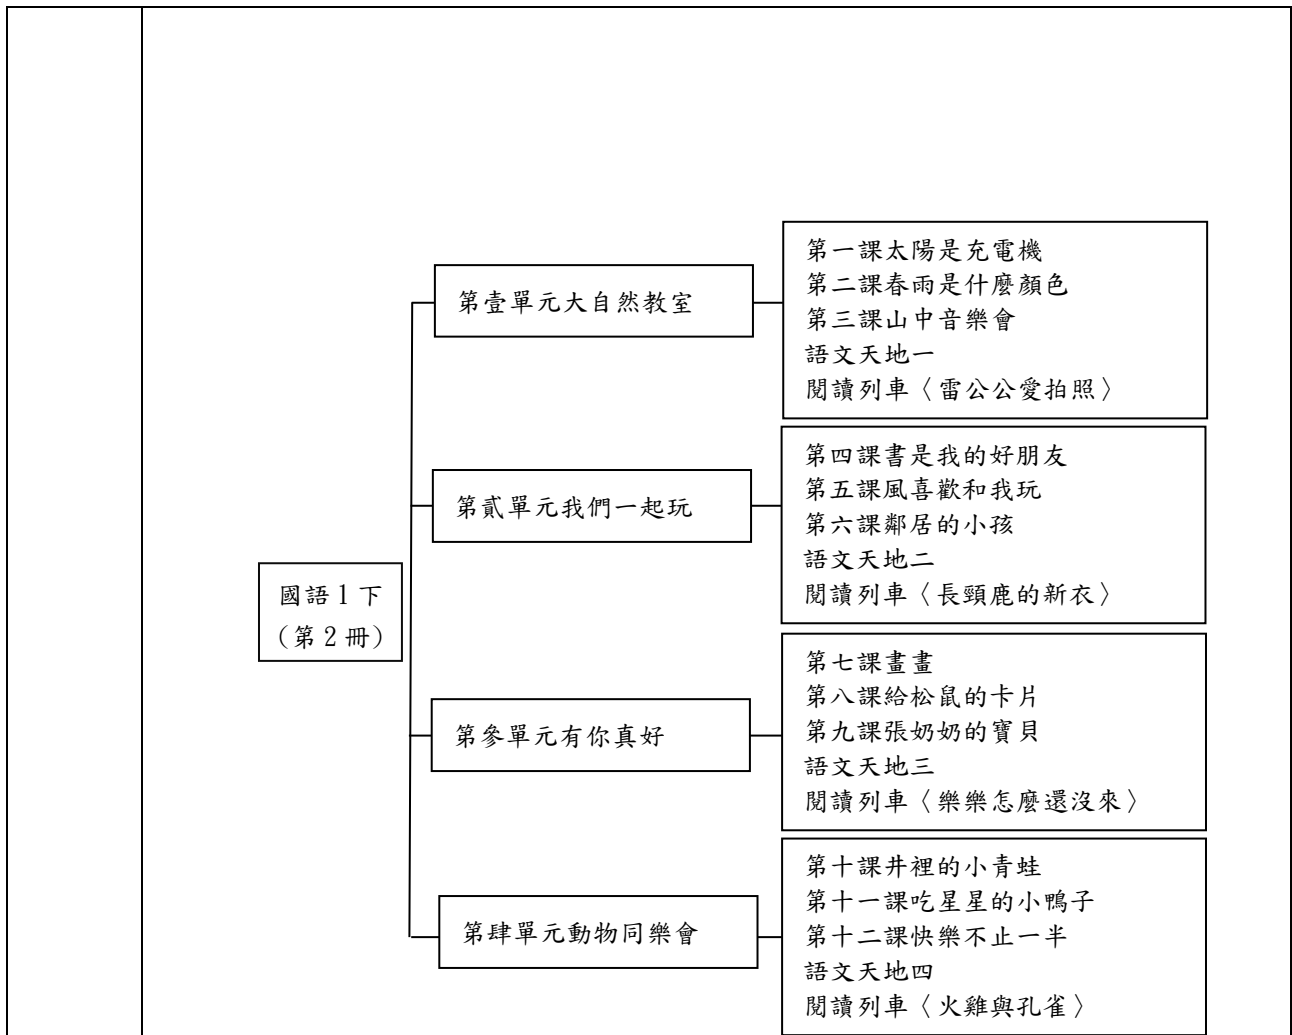 國語1下
(第2冊)
第壹單元大自然教室
第一課太陽是充電機
第二課春雨是什麼顏色
第三課山中音樂會
語文天地一
閱讀列車〈雷公公愛拍照〉
第貳單元我們一起玩
第四課書是我的好朋友
第五課風喜歡和我玩
第六課鄰居的小孩
語文天地二
閱讀列車〈長頸鹿的新衣〉
第參單元有你真好
第七課畫畫
第八課給松鼠的卡片
第九課張奶奶的寶貝
語文天地三
閱讀列車〈樂樂怎麼還沒來〉
第肆單元動物同樂會
第十課井裡的小青蛙
第十一課吃星星的小鴨子
第十二課快樂不止一半
語文天地四
閱讀列車〈火雞與孔雀〉